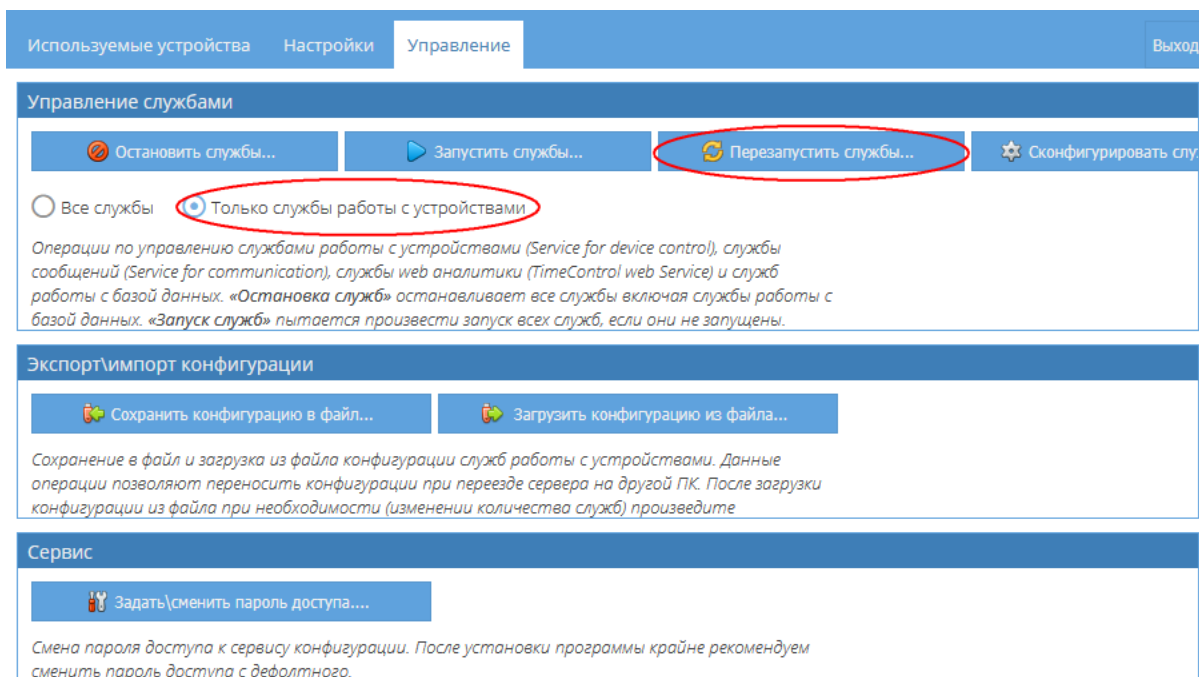 Используемые устройства Настройки Управление Выход
Управление службами
Остановить службы... Запустить службы... Перезапустить службы... Сконфигурировать слу
Все службы Только службы работы с устройствами
Операции по управлению службами работы с устройствами (Service for device control), службы
сообщений (Service for communication), службы web аналитики (TimeControl web Service) и служб
работы с базой данных. «Остановка служб» останавливает все службы включая службы работы с
базой данных. «Запуск служб» пытается произвести запуск всех служб, если они не запущены.
Экспорт\импорт конфигурации
Сохранить конфигурацию в файл... Загрузить конфигурацию из файла...
Сохранение в файл и загрузка из файла конфигурации служб работы с устройствами. Данные
операции позволяют переносить конфигурации при переезде сервера на другой ПК. После загрузки
конфигурации из файла при необходимости (изменении количества служб) произведите
Сервис
Задать\сменить пароль доступа....
Смена пароля доступа к сервису конфигурации. После установки программы крайне рекомендуем
сменить пароль доступа с дефолтного.